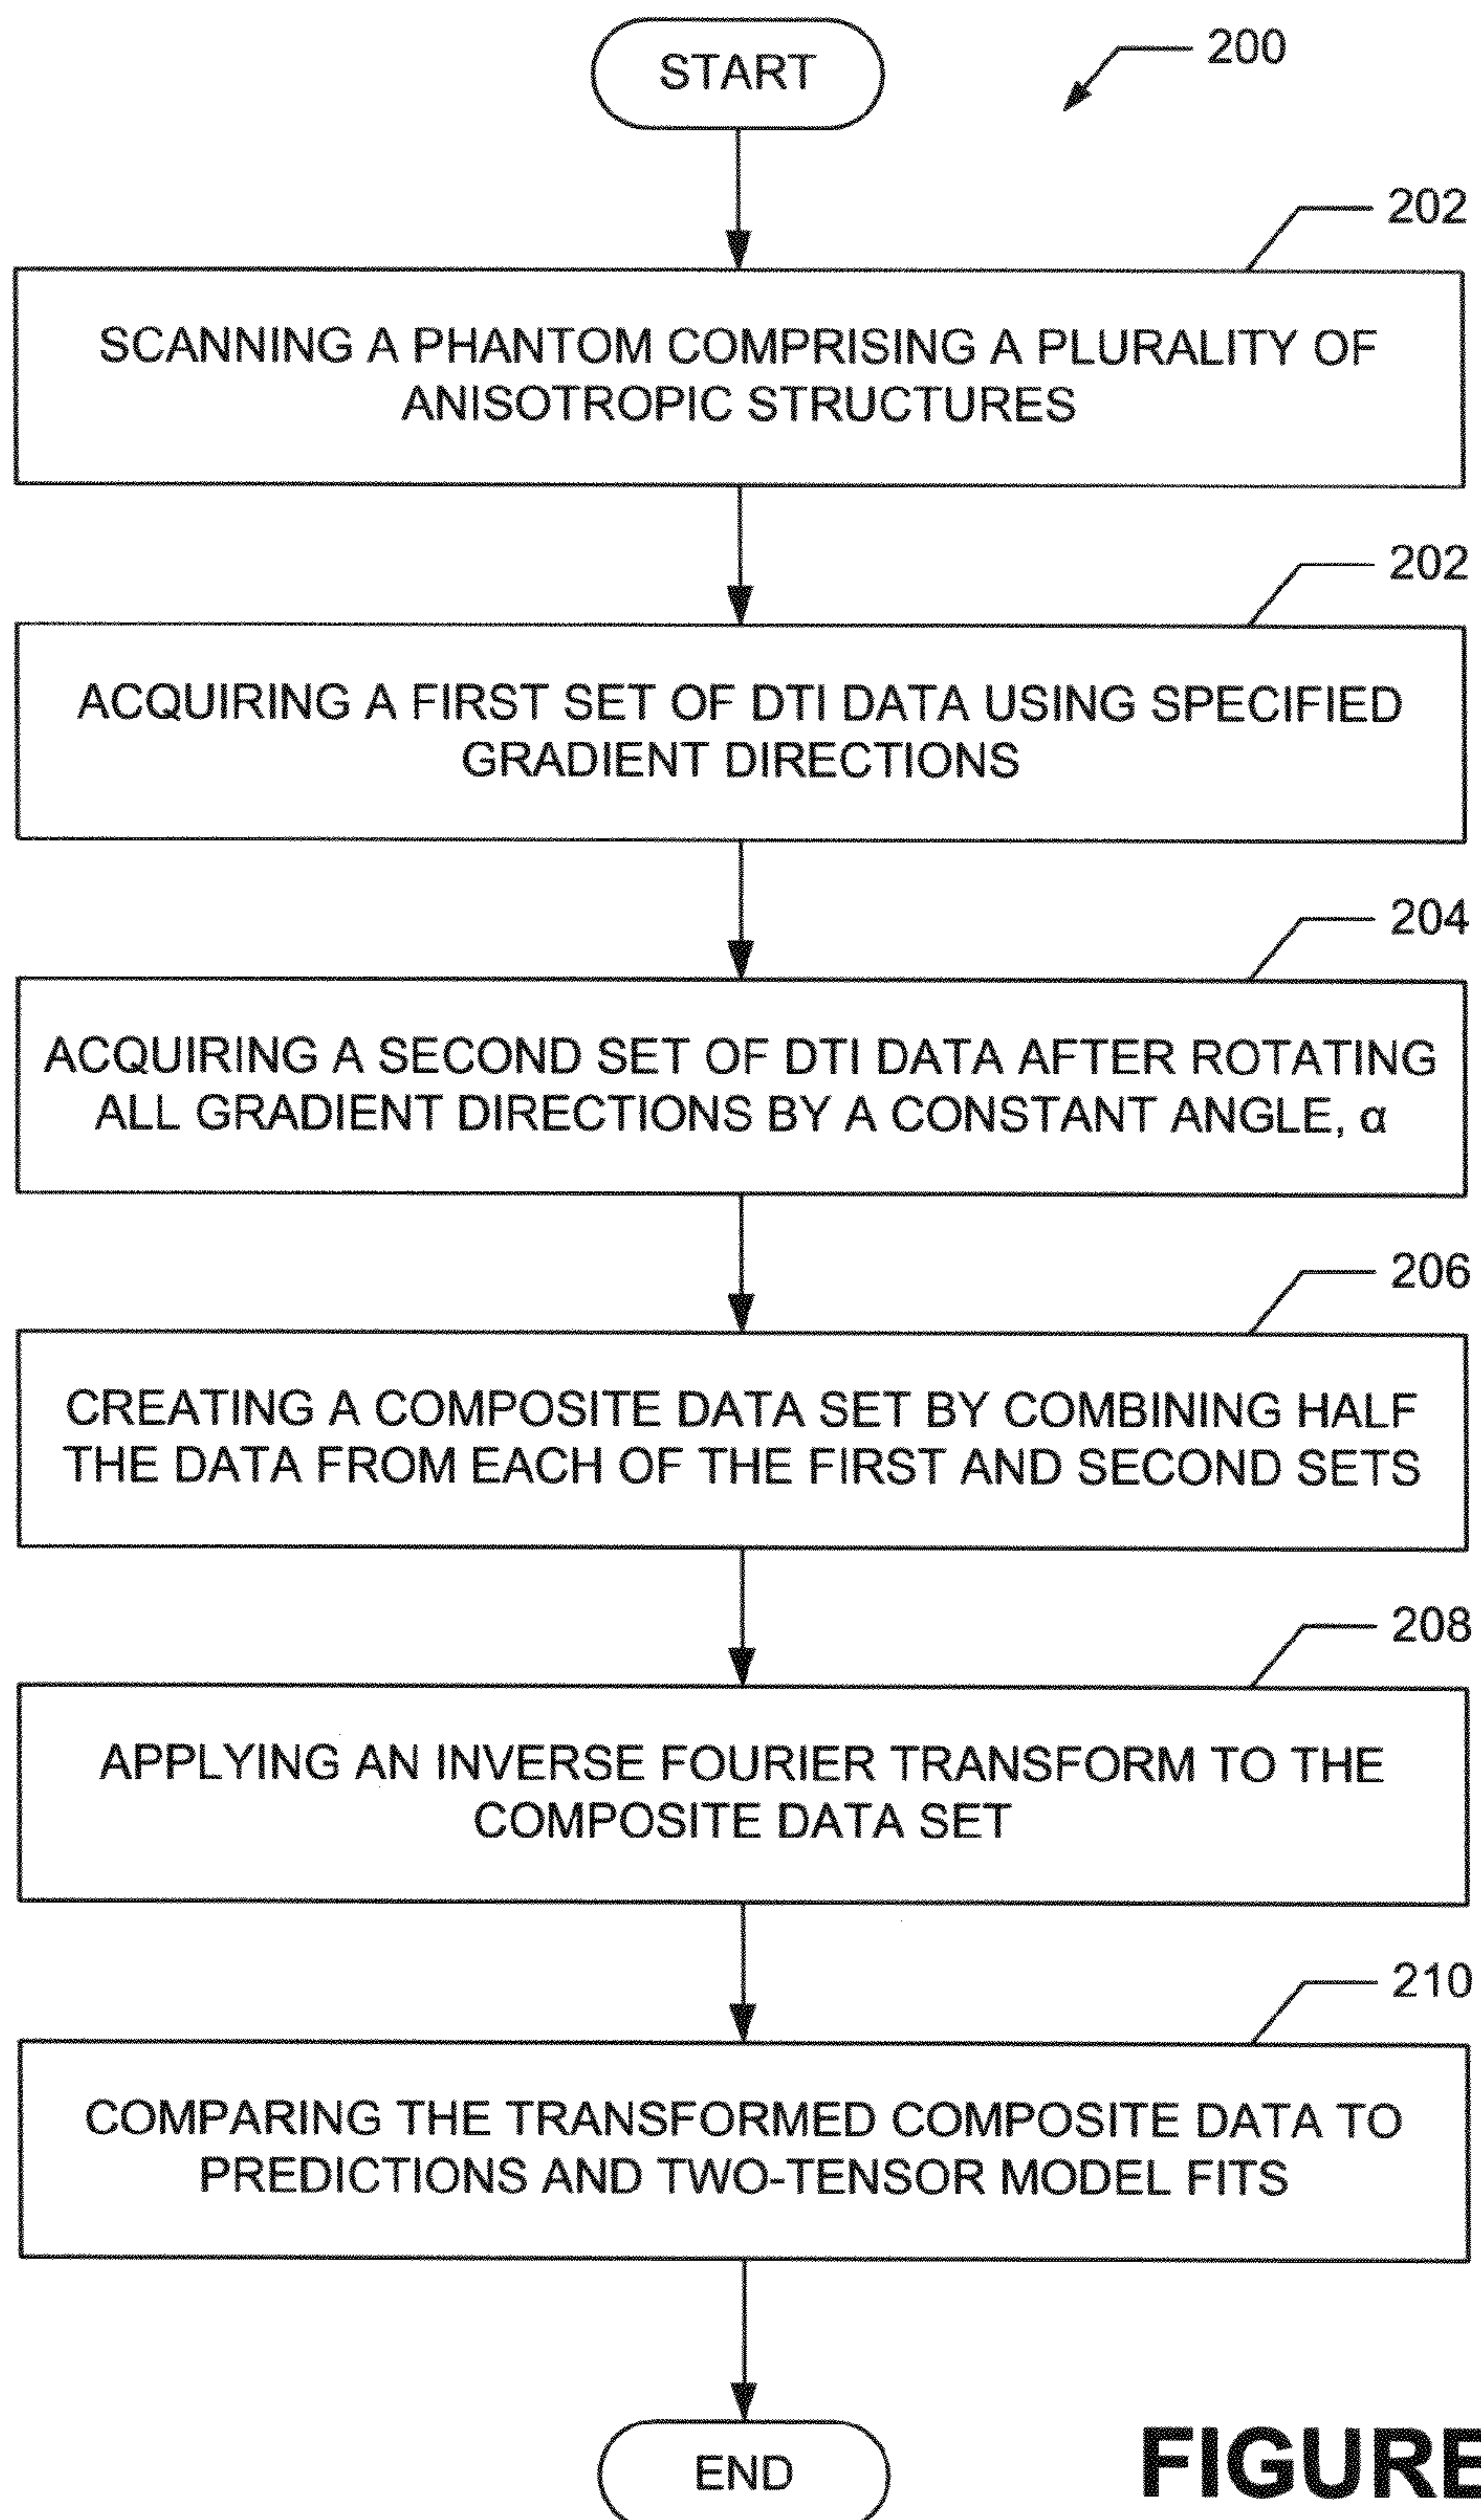 START
200
202
SCANNING A PHANTOM COMPRISING A PLURALITY OF
ANISOTROPIC STRUCTURES
202
ACQUIRING A FIRST SET OF DTI DATA USING SPECIFIED
GRADIENT DIRECTIONS
204
ACQUIRING A SECOND SET OF DTI DATA AFTER ROTATING
ALL GRADIENT DIRECTIONS BY A CONSTANT ANGLE, α
206
CREATING A COMPOSITE DATA SET BY COMBINING HALF
THE DATA FROM EACH OF THE FIRST AND SECOND SETS
208
APPLYING AN INVERSE FOURIER TRANSFORM TO THE
COMPOSITE DATA SET
210
COMPARING THE TRANSFORMED COMPOSITE DATA TO
PREDICTIONS AND TWO-TENSOR MODEL FITS
END
FIGURE